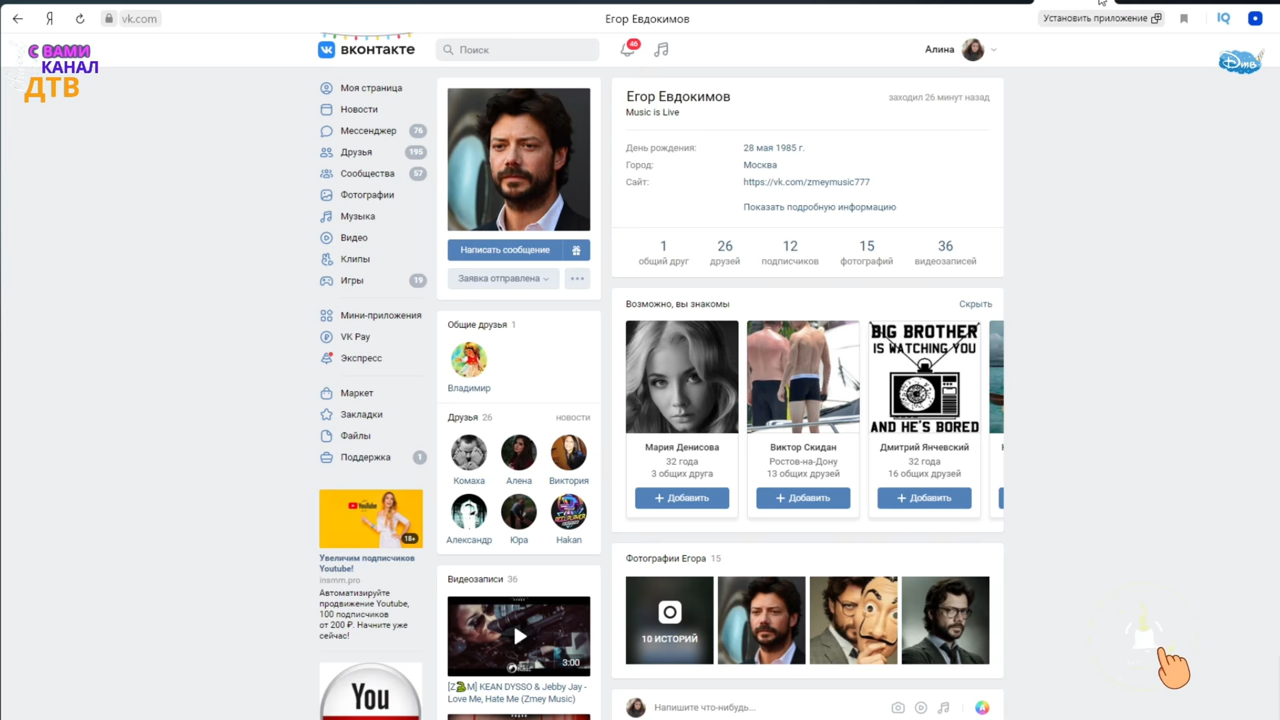 vk.com
Егор Евдокимов
Установить приложение
IQ
С ВАМИ
КАНАЛ
ДТВ
вконтакте
Поиск
46
Алина
Дтв
Моя страница
Новости
Мессенджер 76
Друзья 195
Сообщества 57
Фотографии
Музыка
Видео
Клипы
Игры 19
Мини-приложения
VK Pay
Экспресс
Маркет
Закладки
Файлы
Поддержка 1
YouTube
18+
Увеличим подписчиков
Youtube!
insmm.pro
Автоматизируйте
продвижение Youtube,
100 подписчиков
от 200 ₽. Начните уже
сейчас!
You
Написать сообщение
Заявка отправлена
Общие друзья 1
Владимир
Друзья 26
новости
Комаха
Алена
Виктория
Александр
Юра
Hakan
Видеозаписи 36
3:00
[Z🐍M] KEAN DYSSO & Jebby Jay -
Love Me, Hate Me (Zmey Music)
Егор Евдокимов
заходил 26 минут назад
Music is Live
День рождения: 28 мая 1985 г.
Город: Москва
Сайт: https://vk.com/zmeymusic777
Показать подробную информацию
1 26 12 15 36
общий друг друзей подписчиков фотографий видеозаписей
Возможно, вы знакомы
Скрыть
BIG BROTHER
IS WATCHING YOU
AND HE'S BORED
Мария Денисова
32 года
3 общих друга
+ Добавить
Виктор Скидан
Ростов-на-Дону
13 общих друзей
+ Добавить
Дмитрий Янчевский
32 года
16 общих друзей
+ Добавить
Фотографии Егора 15
10 ИСТОРИЙ
Напишите что-нибудь...